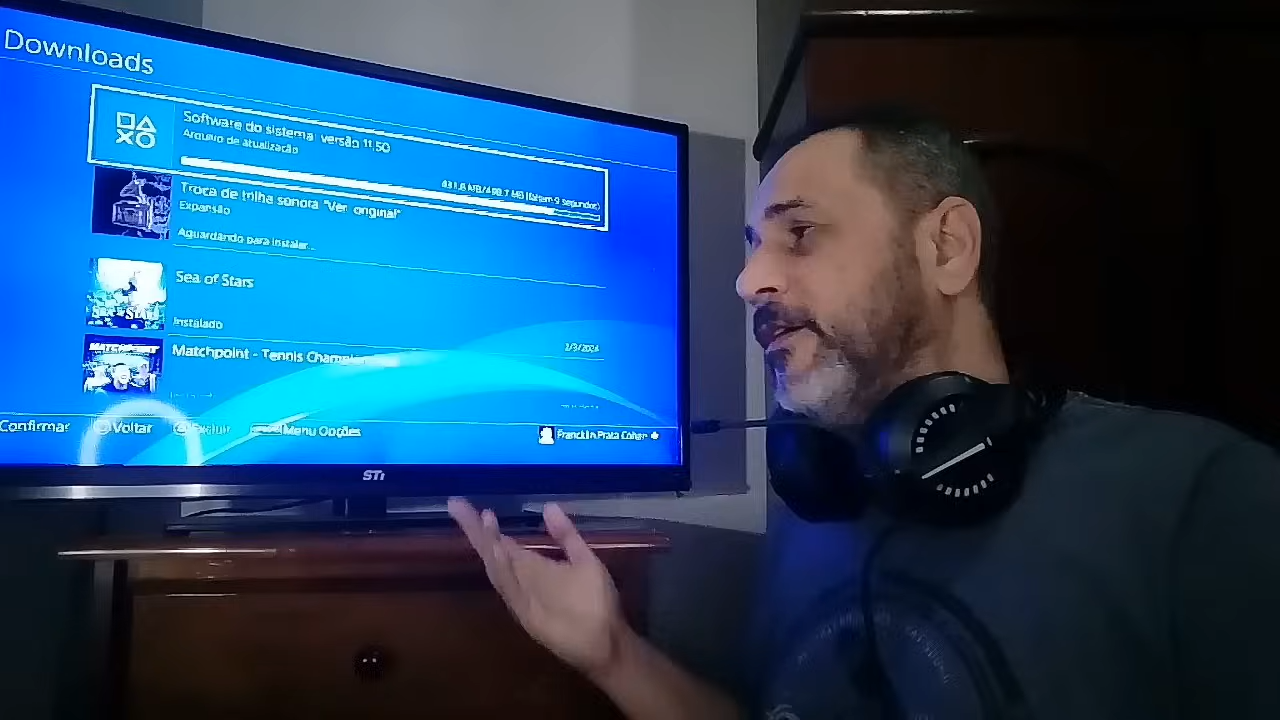 Downloads
Software do sistema: versão 11.50
Arquivo de atualização
Troca de trilha sonora "Ver. original"
Expansão
Aguardando para instalar...
Sea of Stars
Instalado
Matchpoint - Tennis Champion
2/3/2024
Confirmar Voltar Excluir Menu Opções
STi